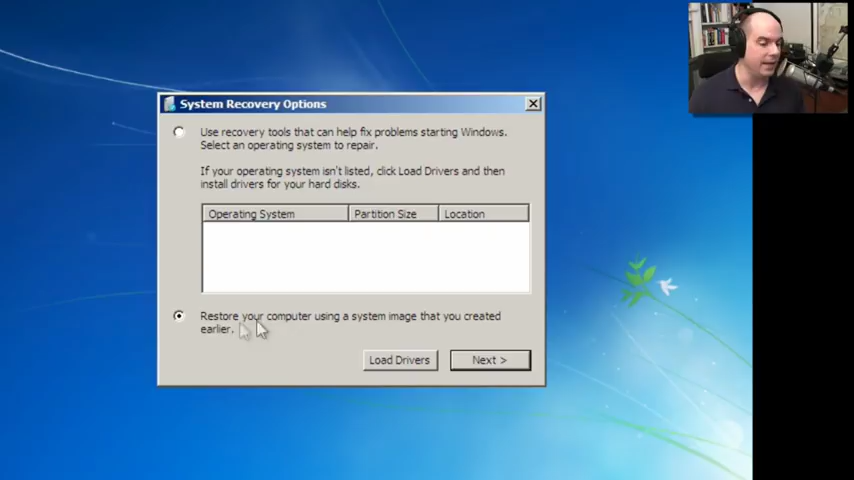 System Recovery Options
Use recovery tools that can help fix problems starting Windows.
Select an operating system to repair.
If your operating system isn't listed, click Load Drivers and then
install drivers for your hard disks.
Operating System Partition Size Location
Restore your computer using a system image that you created
earlier.
Load Drivers Next >